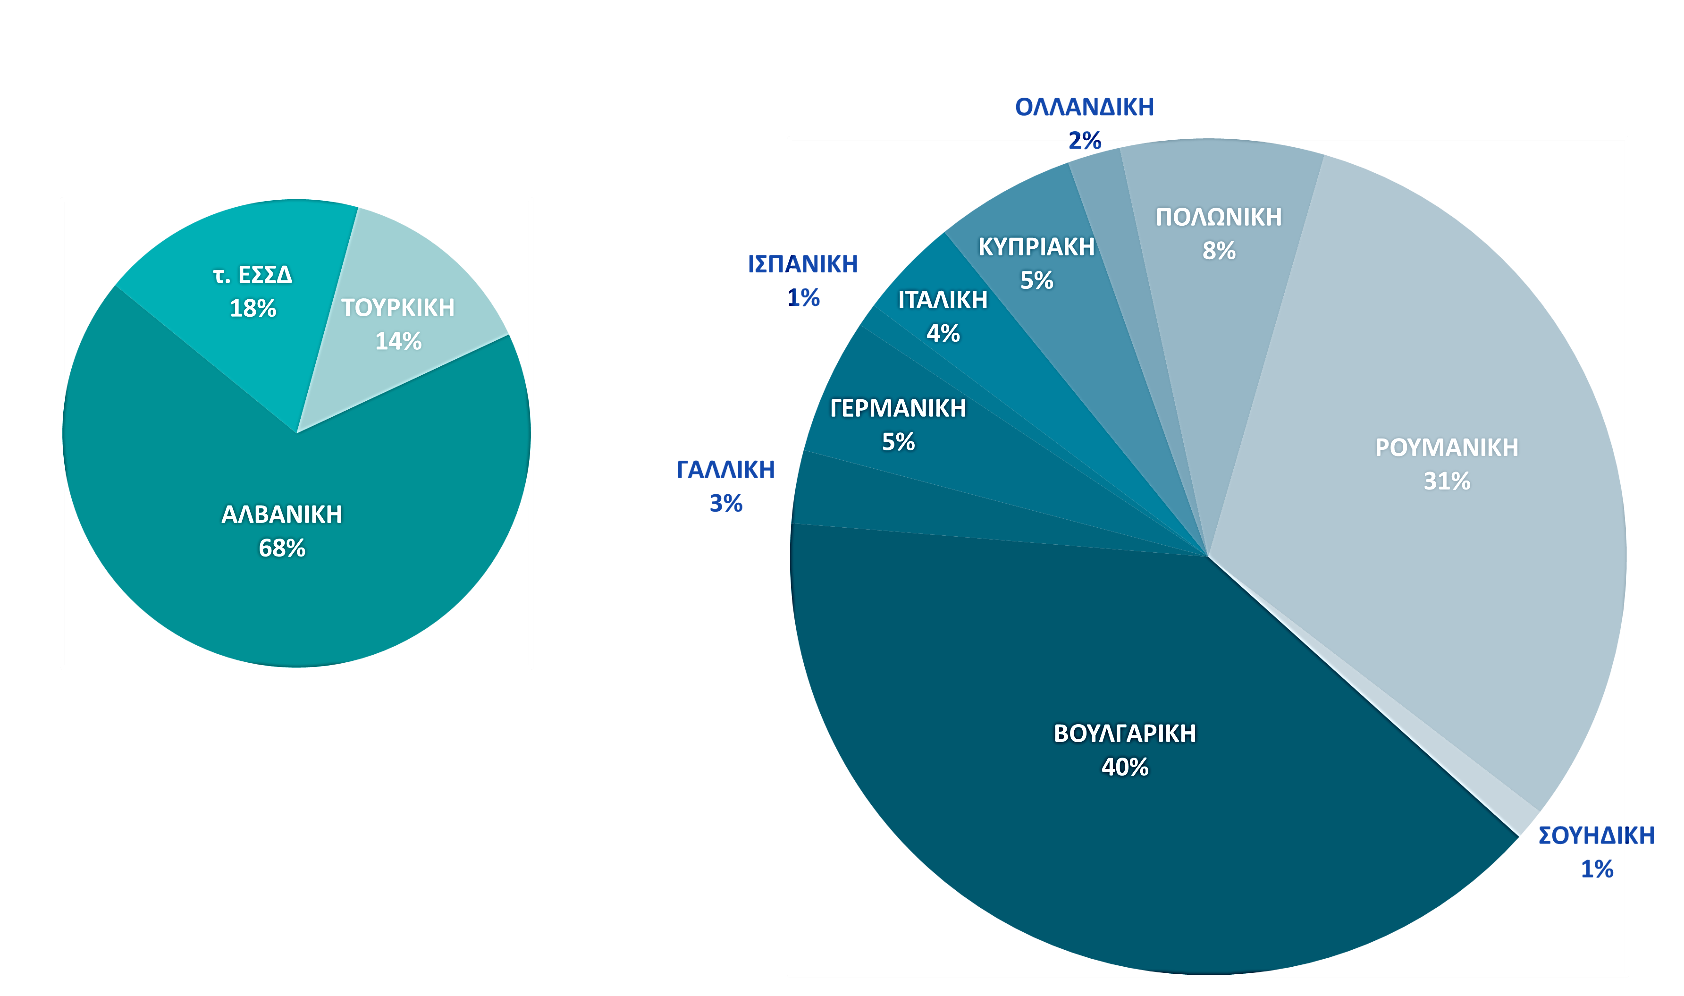 τ. ΕΣΣΔ
18%
ΤΟΥΡΚΙΚΗ
14%
ΑΛΒΑΝΙΚΗ
68%
ΟΛΛΑΝΔΙΚΗ
2%
ΠΟΛΩΝΙΚΗ
8%
ΚΥΠΡΙΑΚΗ
5%
ΙΣΠΑΝΙΚΗ
1%
ΙΤΑΛΙΚΗ
4%
ΓΕΡΜΑΝΙΚΗ
5%
ΓΑΛΛΙΚΗ
3%
ΡΟΥΜΑΝΙΚΗ
31%
ΒΟΥΛΓΑΡΙΚΗ
40%
ΣΟΥΗΔΙΚΗ
1%